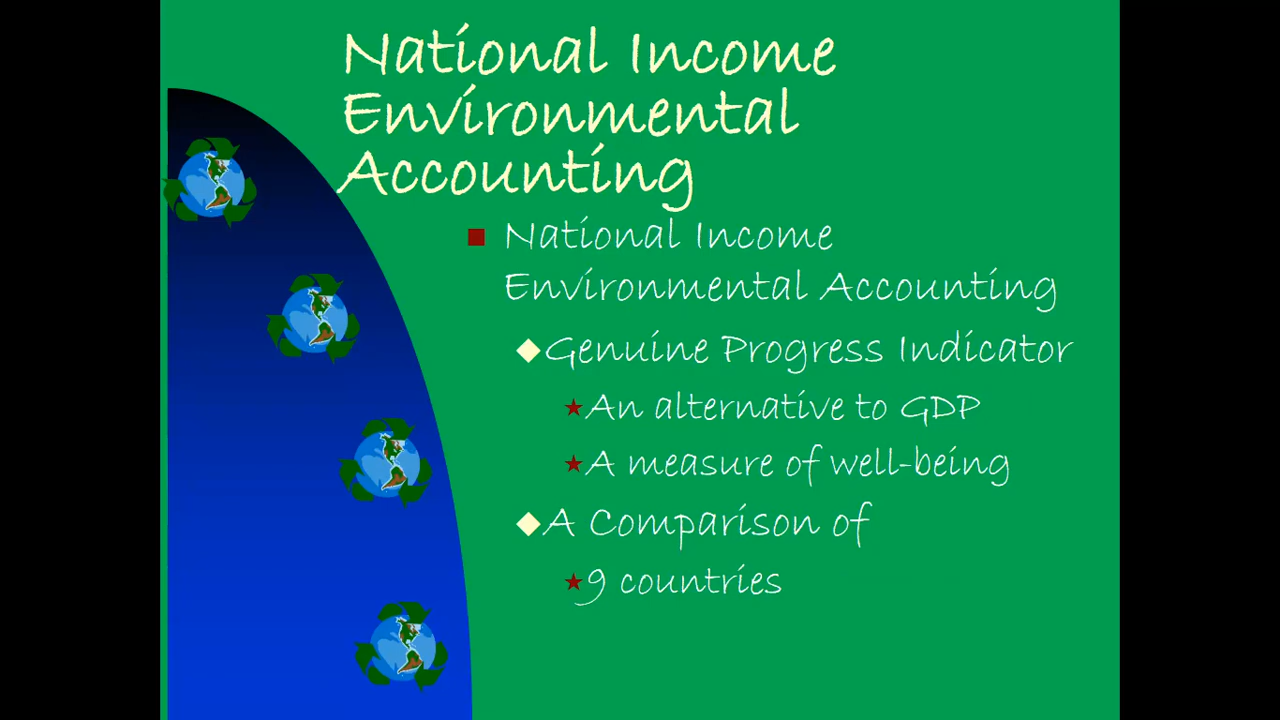 National Income
Environmental
Accounting
National Income
Environmental Accounting
Genuine Progress Indicator
An alternative to GDP
A measure of well-being
A Comparison of
9 countries